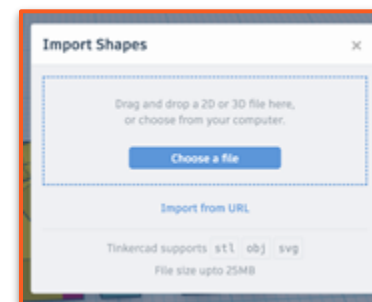 Import Shapes ×
Drag and drop a 2D or 3D file here,
or choose from your computer.
Choose a file
Import from URL
Tinkercad supports stl obj svg
File size upto 25MB